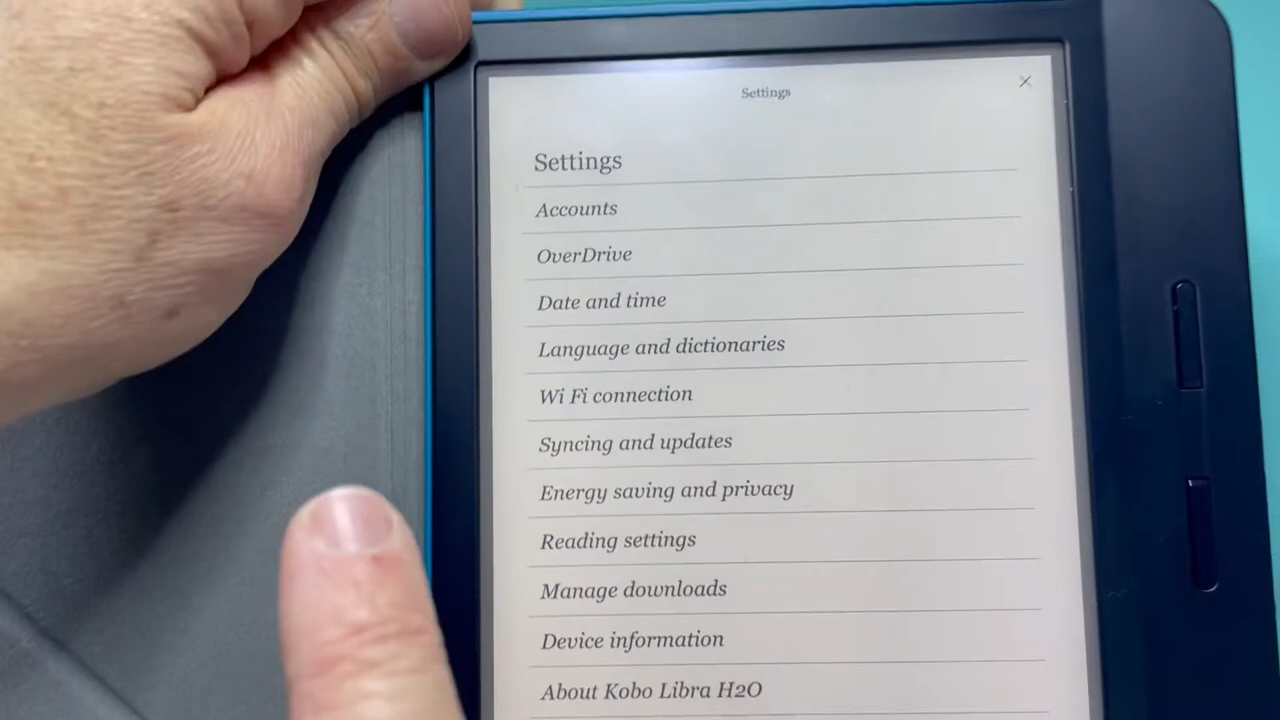 Settings
Settings
Accounts
OverDrive
Date and time
Language and dictionaries
Wi Fi connection
Syncing and updates
Energy saving and privacy
Reading settings
Manage downloads
Device information
About Kobo Libra H2O